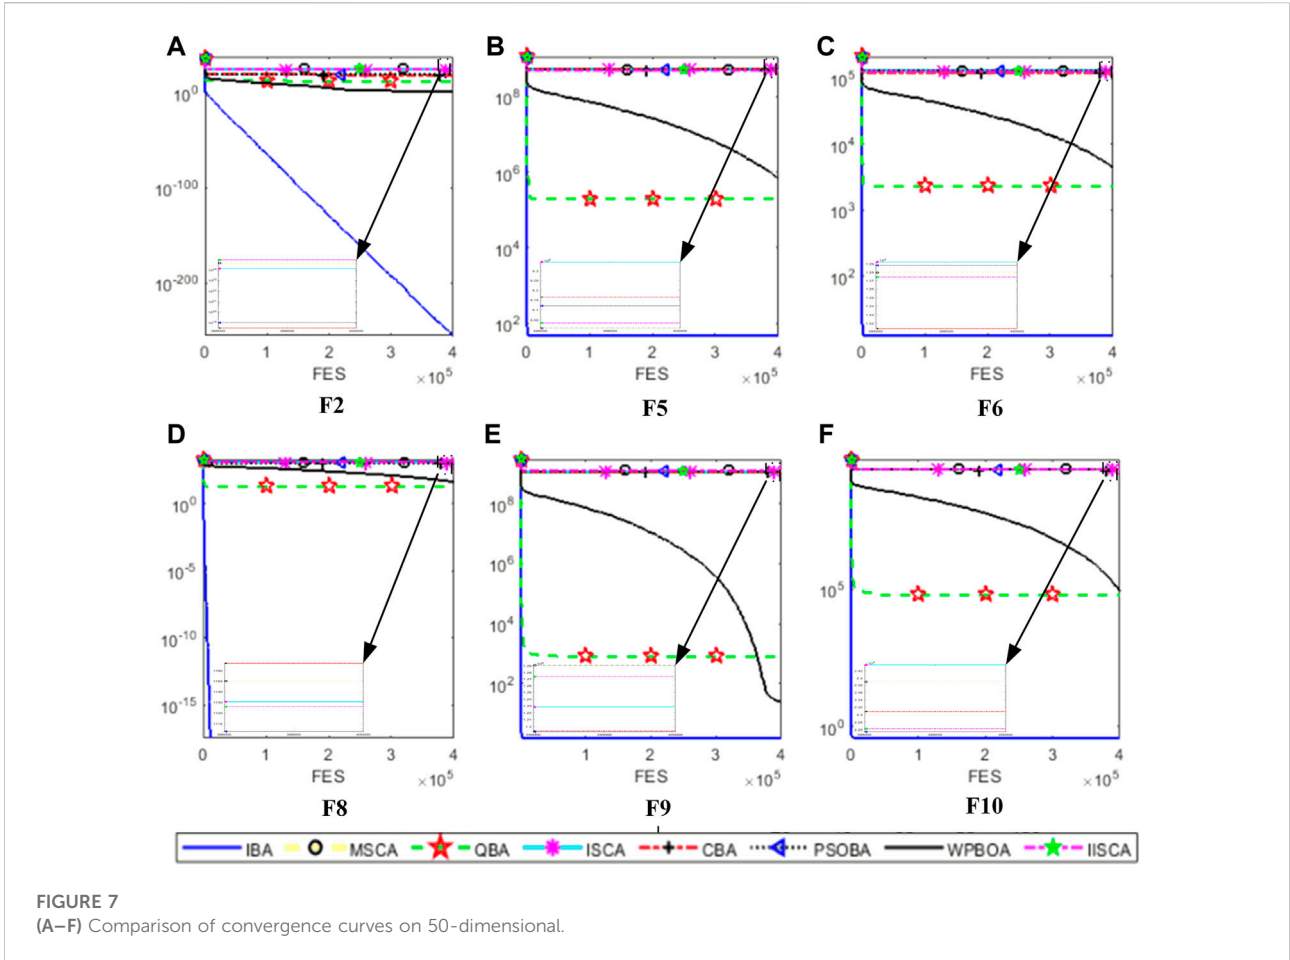 A
10^0
10^-100
10^-200
0 1 2 3 4
FES ×10^5
F2
B
10^8
10^6
10^4
10^2
0 1 2 3 4
FES ×10^5
F5
C
10^5
10^4
10^3
10^2
0 1 2 3 4
FES ×10^5
F6
D
10^0
10^-5
10^-10
10^-15
0 1 2 3 4
FES ×10^5
F8
E
10^8
10^6
10^4
10^2
0 1 2 3 4
FES ×10^5
F9
F
10^5
10^0
0 1 2 3 4
FES ×10^5
F10
IBA MSCA QBA ISCA CBA PSOBA WPBOA IISCA
FIGURE 7
(A–F) Comparison of convergence curves on 50-dimensional.